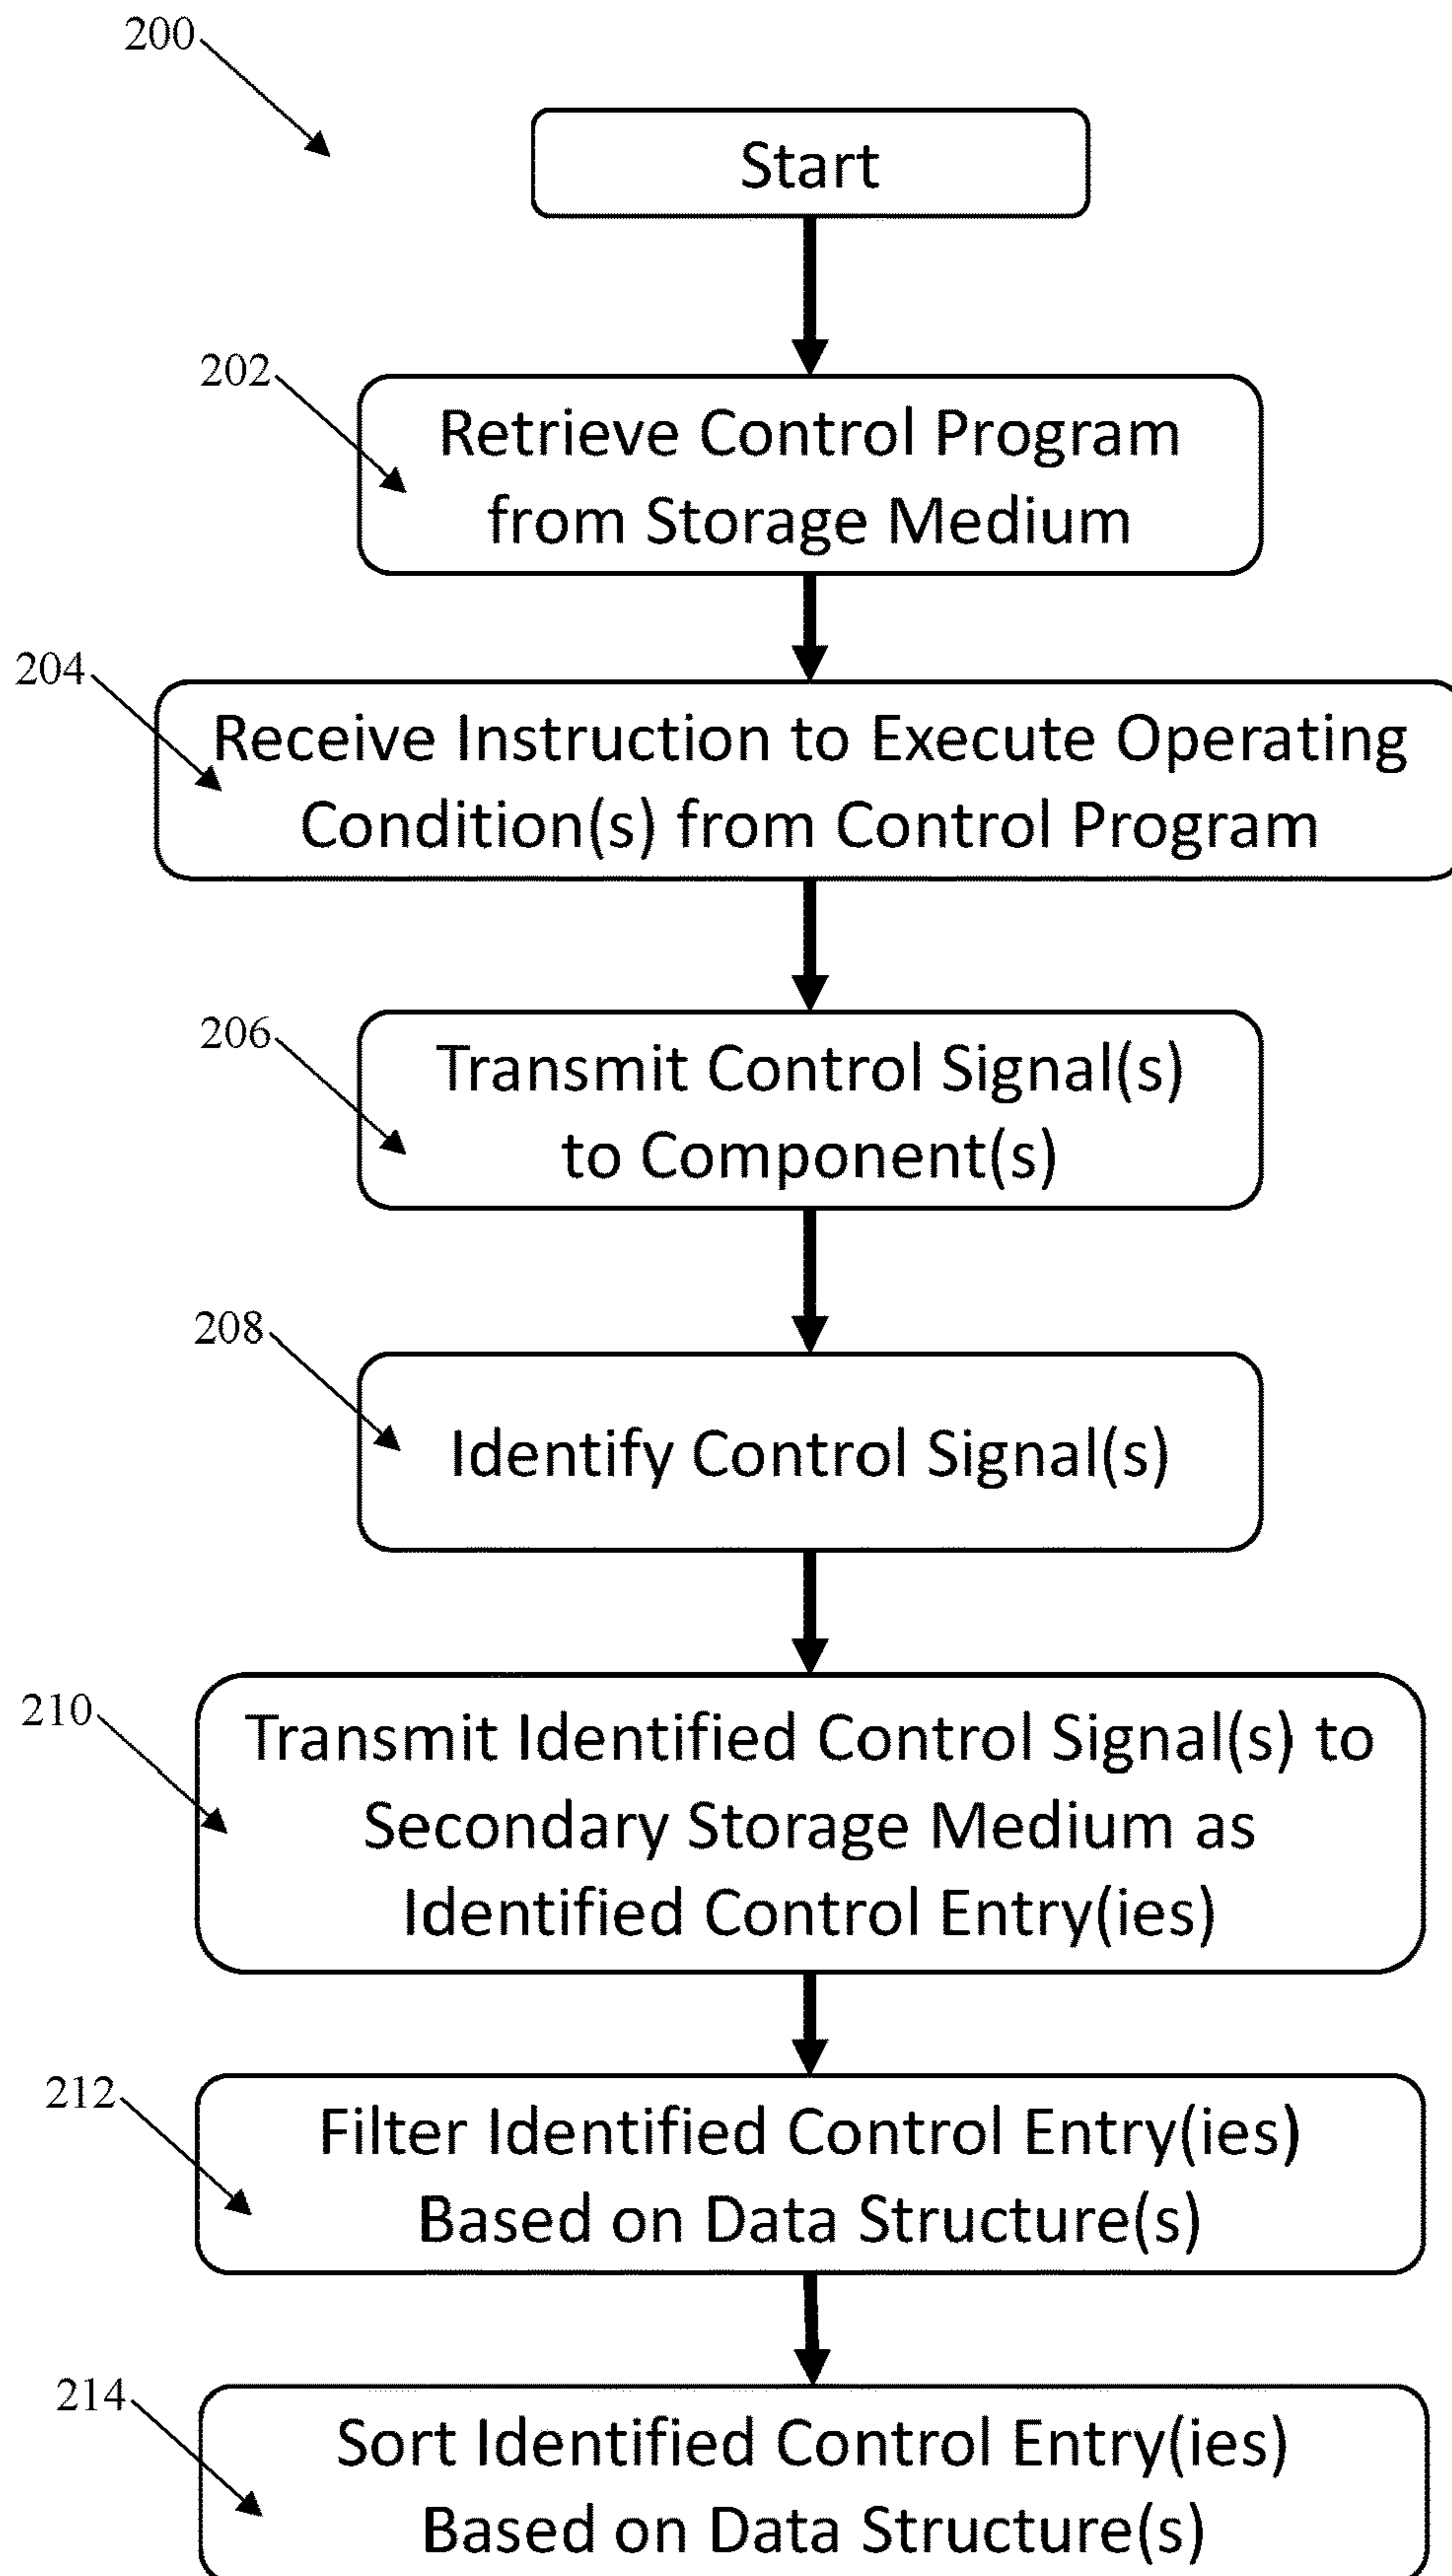 200
Start
202
Retrieve Control Program
from Storage Medium
204
Receive Instruction to Execute Operating
Condition(s) from Control Program
206
Transmit Control Signal(s)
to Component(s)
208
Identify Control Signal(s)
210
Transmit Identified Control Signal(s) to
Secondary Storage Medium as
Identified Control Entry(ies)
212
Filter Identified Control Entry(ies)
Based on Data Structure(s)
214
Sort Identified Control Entry(ies)
Based on Data Structure(s)